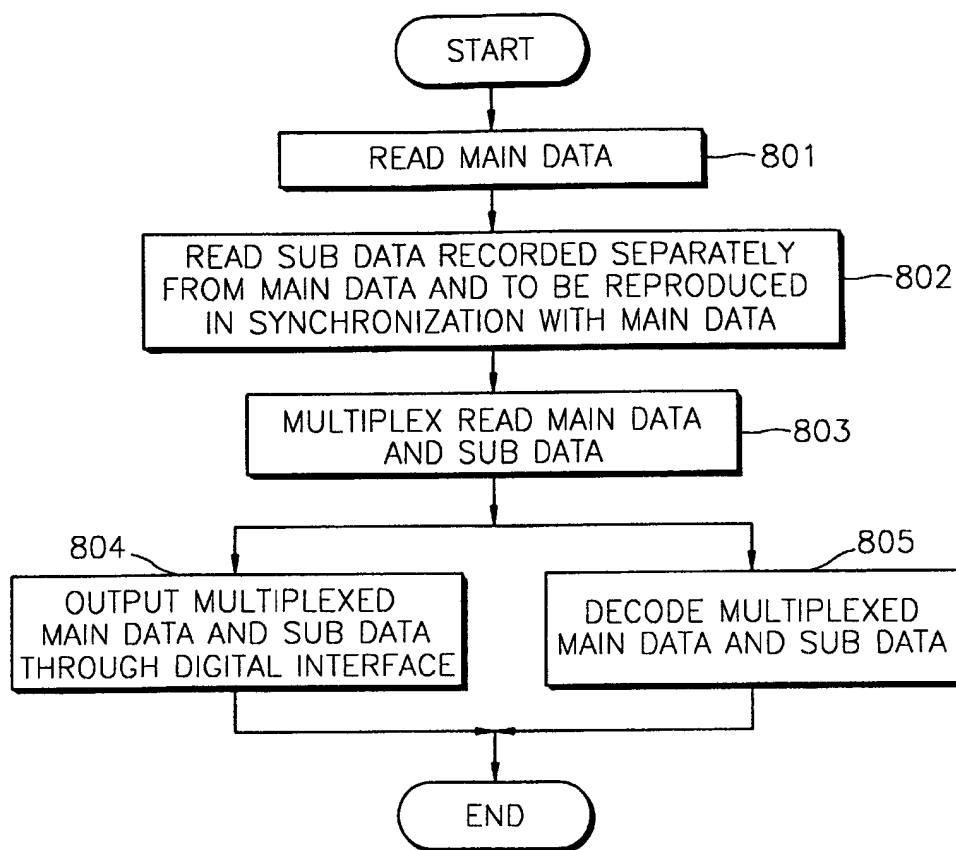 START
READ MAIN DATA
801
READ SUB DATA RECORDED SEPARATELY
FROM MAIN DATA AND TO BE REPRODUCED
IN SYNCHRONIZATION WITH MAIN DATA
802
MULTIPLEX READ MAIN DATA
AND SUB DATA
803
804
OUTPUT MULTIPLEXED
MAIN DATA AND SUB DATA
THROUGH DIGITAL INTERFACE
805
DECODE MULTIPLEXED
MAIN DATA AND SUB DATA
END